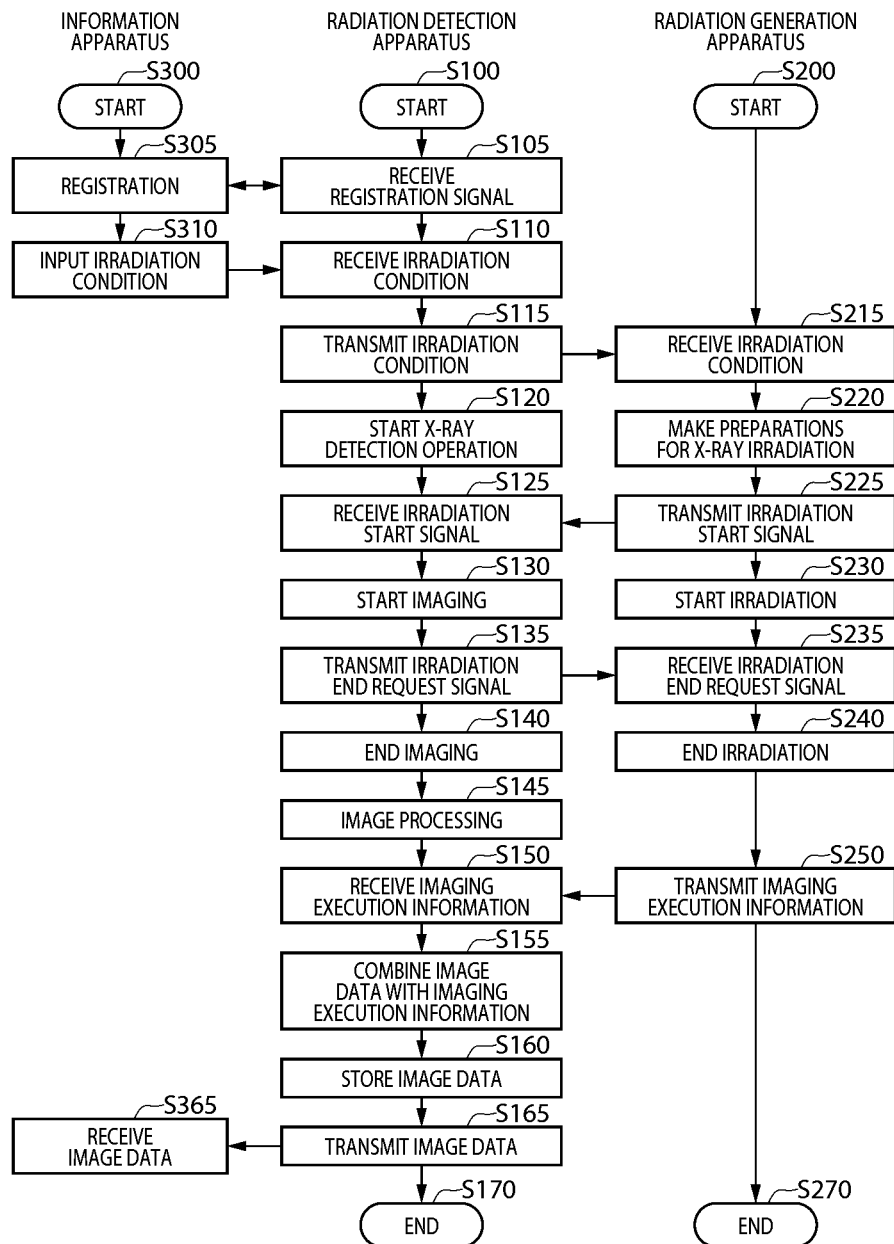 INFORMATION
APPARATUS
RADIATION DETECTION
APPARATUS
RADIATION GENERATION
APPARATUS
S300
START
S100
START
S200
START
S305
REGISTRATION
S105
RECEIVE
REGISTRATION SIGNAL
S310
INPUT IRRADIATION
CONDITION
S110
RECEIVE IRRADIATION
CONDITION
S115
TRANSMIT IRRADIATION
CONDITION
S215
RECEIVE IRRADIATION
CONDITION
S120
START X-RAY
DETECTION OPERATION
S220
MAKE PREPARATIONS
FOR X-RAY IRRADIATION
S125
RECEIVE IRRADIATION
START SIGNAL
S225
TRANSMIT IRRADIATION
START SIGNAL
S130
START IMAGING
S230
START IRRADIATION
S135
TRANSMIT IRRADIATION
END REQUEST SIGNAL
S235
RECEIVE IRRADIATION
END REQUEST SIGNAL
S140
END IMAGING
S240
END IRRADIATION
S145
IMAGE PROCESSING
S150
RECEIVE IMAGING
EXECUTION INFORMATION
S250
TRANSMIT IMAGING
EXECUTION INFORMATION
S155
COMBINE IMAGE
DATA WITH IMAGING
EXECUTION INFORMATION
S160
STORE IMAGE DATA
S365
RECEIVE
IMAGE DATA
S165
TRANSMIT IMAGE DATA
S170
END
S270
END